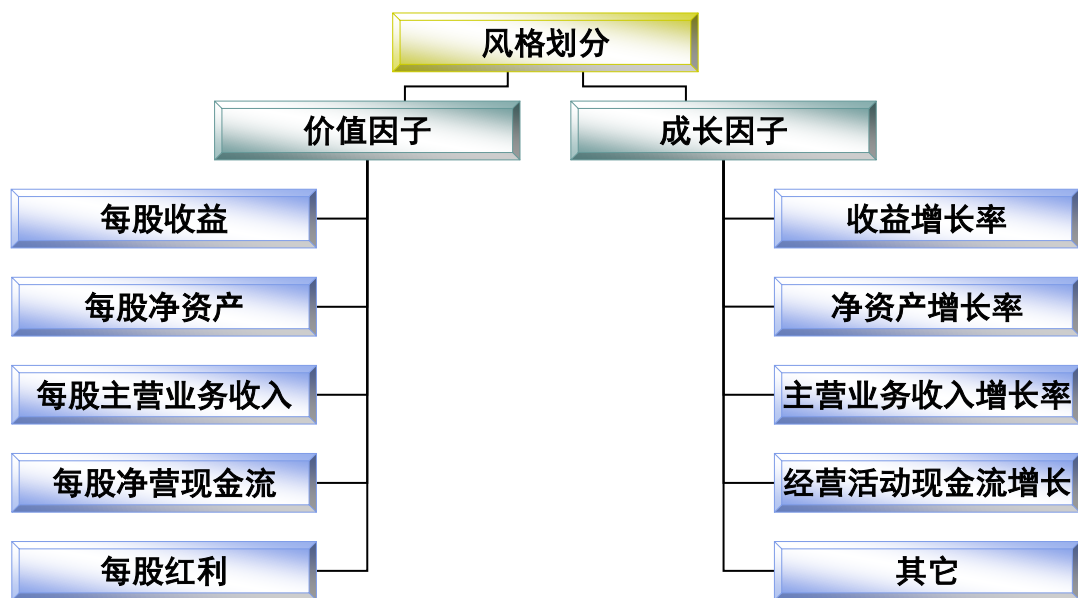 风格划分
价值因子
成长因子
每股收益
收益增长率
每股净资产
净资产增长率
每股主营业务收入
主营业务收入增长率
每股净营现金流
经营活动现金流增长
每股红利
其它